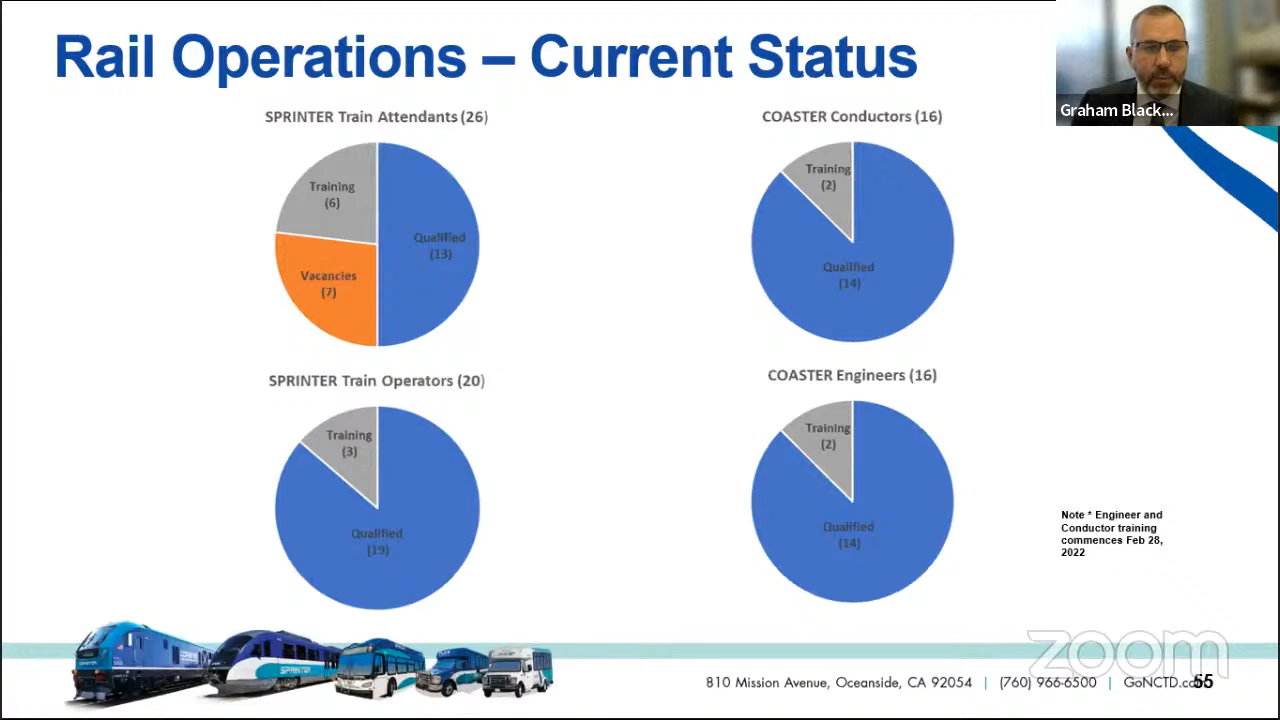 Rail Operations – Current Status
Graham Black...
SPRINTER Train Attendants (26)
Training
(6)
Qualified
(13)
Vacancies
(7)
COASTER Conductors (16)
Training
(2)
Qualified
(14)
SPRINTER Train Operators (20)
Training
(3)
Qualified
(19)
COASTER Engineers (16)
Training
(2)
Qualified
(14)
Note * Engineer and
Conductor training
commences Feb 28,
2022
SPRINTER
zoom
810 Mission Avenue, Oceanside, CA 92054 | (760) 966-6500 | GoNCTD.co
55